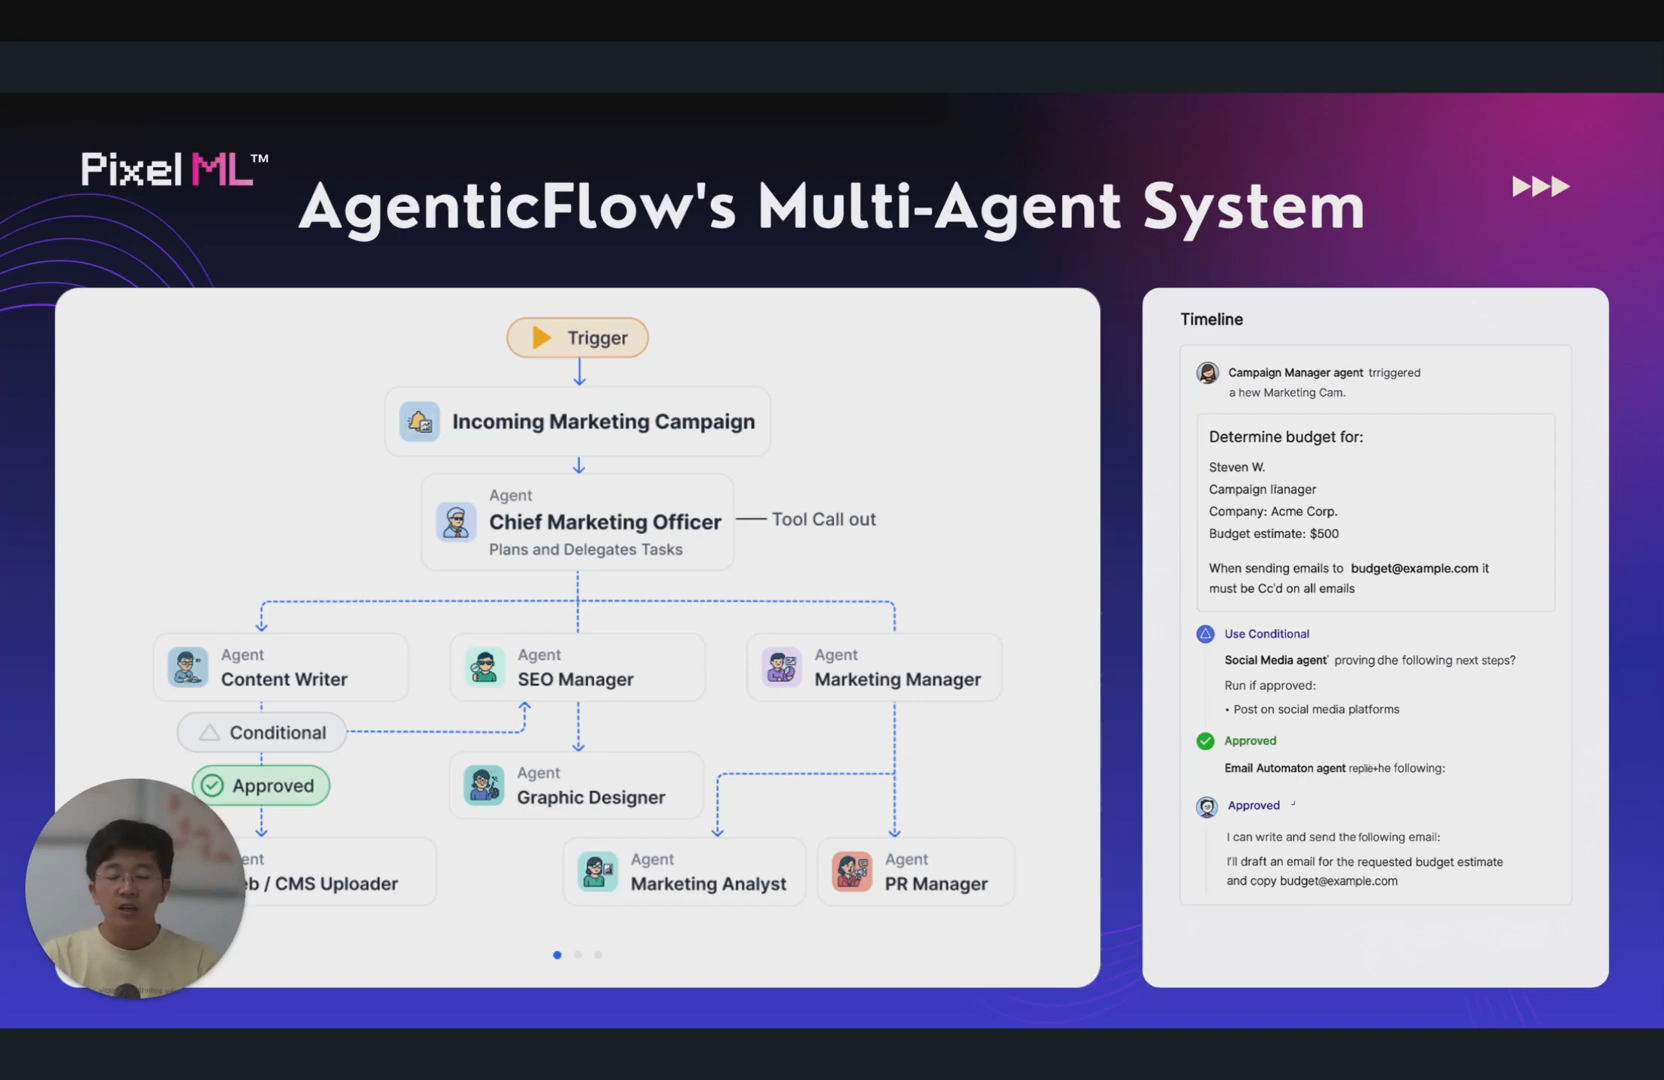 PixelML™
AgenticFlow's Multi-Agent System
Trigger
Incoming Marketing Campaign
Agent
Chief Marketing Officer
Plans and Delegates Tasks
Tool Call out
Agent
Content Writer
Agent
SEO Manager
Agent
Marketing Manager
Conditional
Approved
Agent
Graphic Designer
ent
eb / CMS Uploader
Agent
Marketing Analyst
Agent
PR Manager
Timeline
Campaign Manager agent trriggered
a hew Marketing Cam.
Determine budget for:
Steven W.
Campaign
Company: Acme Corp.
Budget estimate: $500
When sending emails to budget@example.com it
must be Cc'd on all emails
Use Conditional
Social Media agent' proving dhe following next steps?
Run if approved:
• Post on social media platforms
Approved
Email Automaton agent following:
Approved
I can write and send the following email:
I'll draft an email for the requested budget estimate
and copy budget@example.com